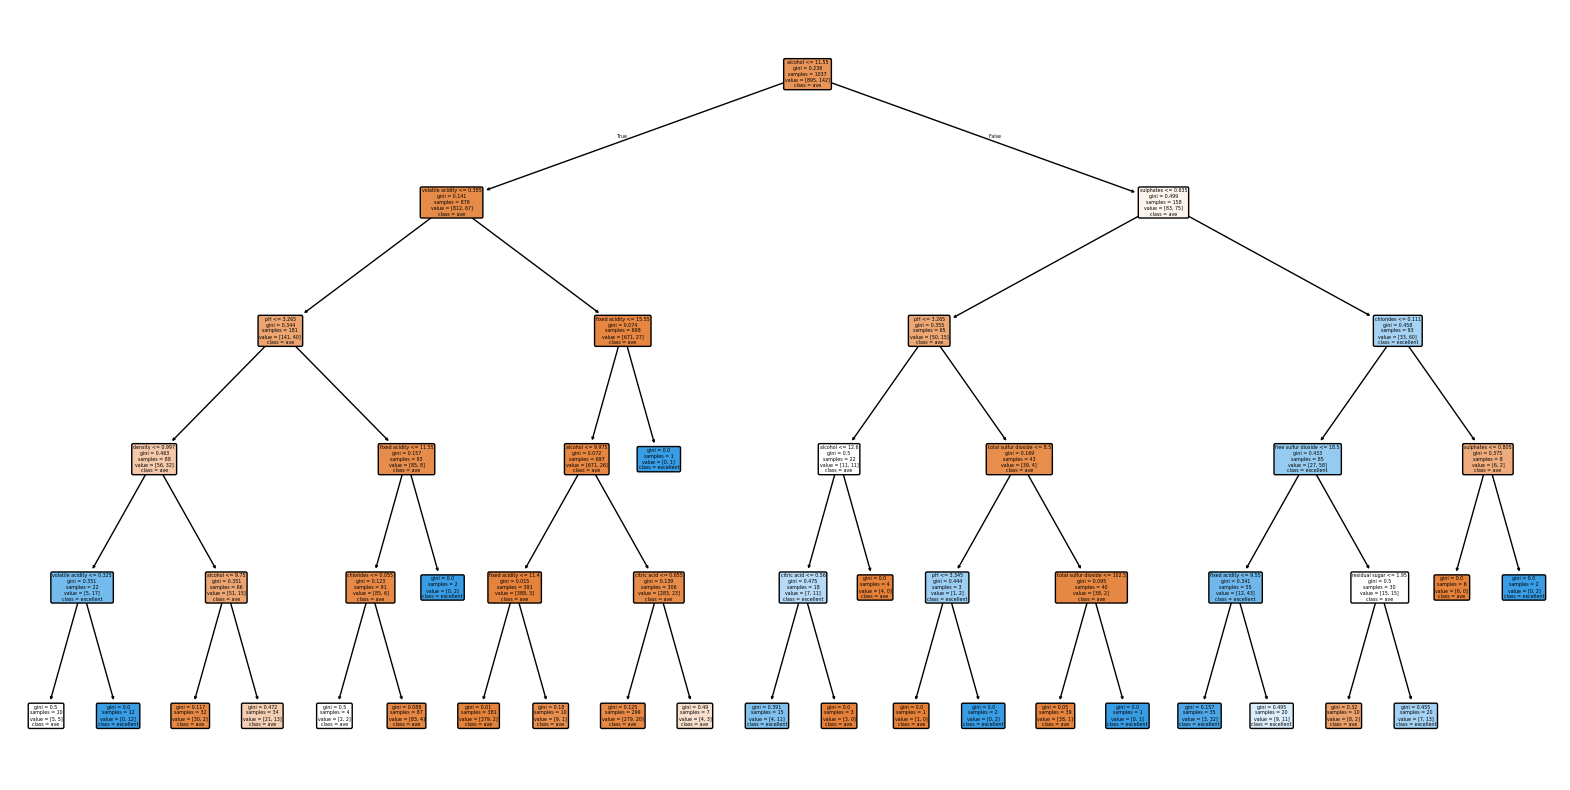 alcohol <= 11.55
gini = 0.236
samples = 1037
value = [895, 142]
class = ave
True
False
volatile acidity <= 0.385
gini = 0.141
samples = 879
value = [812, 67]
class = ave
sulphates <= 0.635
gini = 0.499
samples = 158
value = [83, 75]
class = ave
pH <= 3.265
gini = 0.344
samples = 181
value = [141, 40]
class = ave
fixed acidity <= 15.55
gini = 0.074
samples = 698
value = [671, 27]
class = ave
pH <= 3.265
gini = 0.355
samples = 65
value = [50, 15]
class = ave
chlorides <= 0.111
gini = 0.458
samples = 93
value = [33, 60]
class = excellent
density <= 0.997
gini = 0.463
samples = 88
value = [56, 32]
class = ave
fixed acidity <= 11.55
gini = 0.157
samples = 93
value = [85, 8]
class = ave
alcohol <= 9.975
gini = 0.072
samples = 697
value = [671, 26]
class = ave
gini = 0.0
samples = 1
value = [0, 1]
class = excellent
alcohol <= 12.6
gini = 0.5
samples = 22
value = [11, 11]
class = ave
total sulfur dioxide <= 8.5
gini = 0.169
samples = 43
value = [39, 4]
class = ave
free sulfur dioxide <= 18.5
gini = 0.433
samples = 85
value = [27, 58]
class = excellent
sulphates <= 0.805
gini = 0.375
samples = 8
value = [6, 2]
class = ave
volatile acidity <= 0.325
gini = 0.351
samples = 22
value = [5, 17]
class = excellent
alcohol <= 9.75
gini = 0.351
samples = 66
value = [51, 15]
class = ave
chlorides <= 0.055
gini = 0.123
samples = 91
value = [85, 6]
class = ave
gini = 0.0
samples = 2
value = [0, 2]
class = excellent
fixed acidity <= 11.4
gini = 0.015
samples = 391
value = [388, 3]
class = ave
citric acid <= 0.655
gini = 0.139
samples = 306
value = [283, 23]
class = ave
citric acid <= 0.56
gini = 0.475
samples = 18
value = [7, 11]
class = excellent
gini = 0.0
samples = 4
value = [4, 0]
class = ave
pH <= 3.345
gini = 0.444
samples = 3
value = [1, 2]
class = excellent
total sulfur dioxide <= 102.5
gini = 0.095
samples = 40
value = [38, 2]
class = ave
fixed acidity <= 9.55
gini = 0.341
samples = 55
value = [12, 43]
class = excellent
residual sugar <= 1.95
gini = 0.5
samples = 30
value = [15, 15]
class = ave
gini = 0.0
samples = 6
value = [6, 0]
class = ave
gini = 0.0
samples = 2
value = [0, 2]
class = excellent
gini = 0.5
samples = 10
value = [5, 5]
class = ave
gini = 0.0
samples = 12
value = [0, 12]
class = excellent
gini = 0.117
samples = 32
value = [30, 2]
class = ave
gini = 0.472
samples = 34
value = [21, 13]
class = ave
gini = 0.5
samples = 4
value = [2, 2]
class = ave
gini = 0.088
samples = 87
value = [83, 4]
class = ave
gini = 0.01
samples = 381
value = [379, 2]
class = ave
gini = 0.18
samples = 10
value = [9, 1]
class = ave
gini = 0.125
samples = 299
value = [279, 20]
class = ave
gini = 0.49
samples = 7
value = [4, 3]
class = ave
gini = 0.391
samples = 15
value = [4, 11]
class = excellent
gini = 0.0
samples = 3
value = [3, 0]
class = ave
gini = 0.0
samples = 1
value = [1, 0]
class = ave
gini = 0.0
samples = 2
value = [0, 2]
class = excellent
gini = 0.05
samples = 39
value = [38, 1]
class = ave
gini = 0.0
samples = 1
value = [0, 1]
class = excellent
gini = 0.157
samples = 35
value = [3, 32]
class = excellent
gini = 0.495
samples = 20
value = [9, 11]
class = excellent
gini = 0.32
samples = 10
value = [8, 2]
class = ave
gini = 0.455
samples = 20
value = [7, 13]
class = excellent